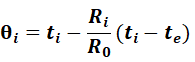 θᵢ = tᵢ − Rᵢ/R₀ (tᵢ − tₑ)